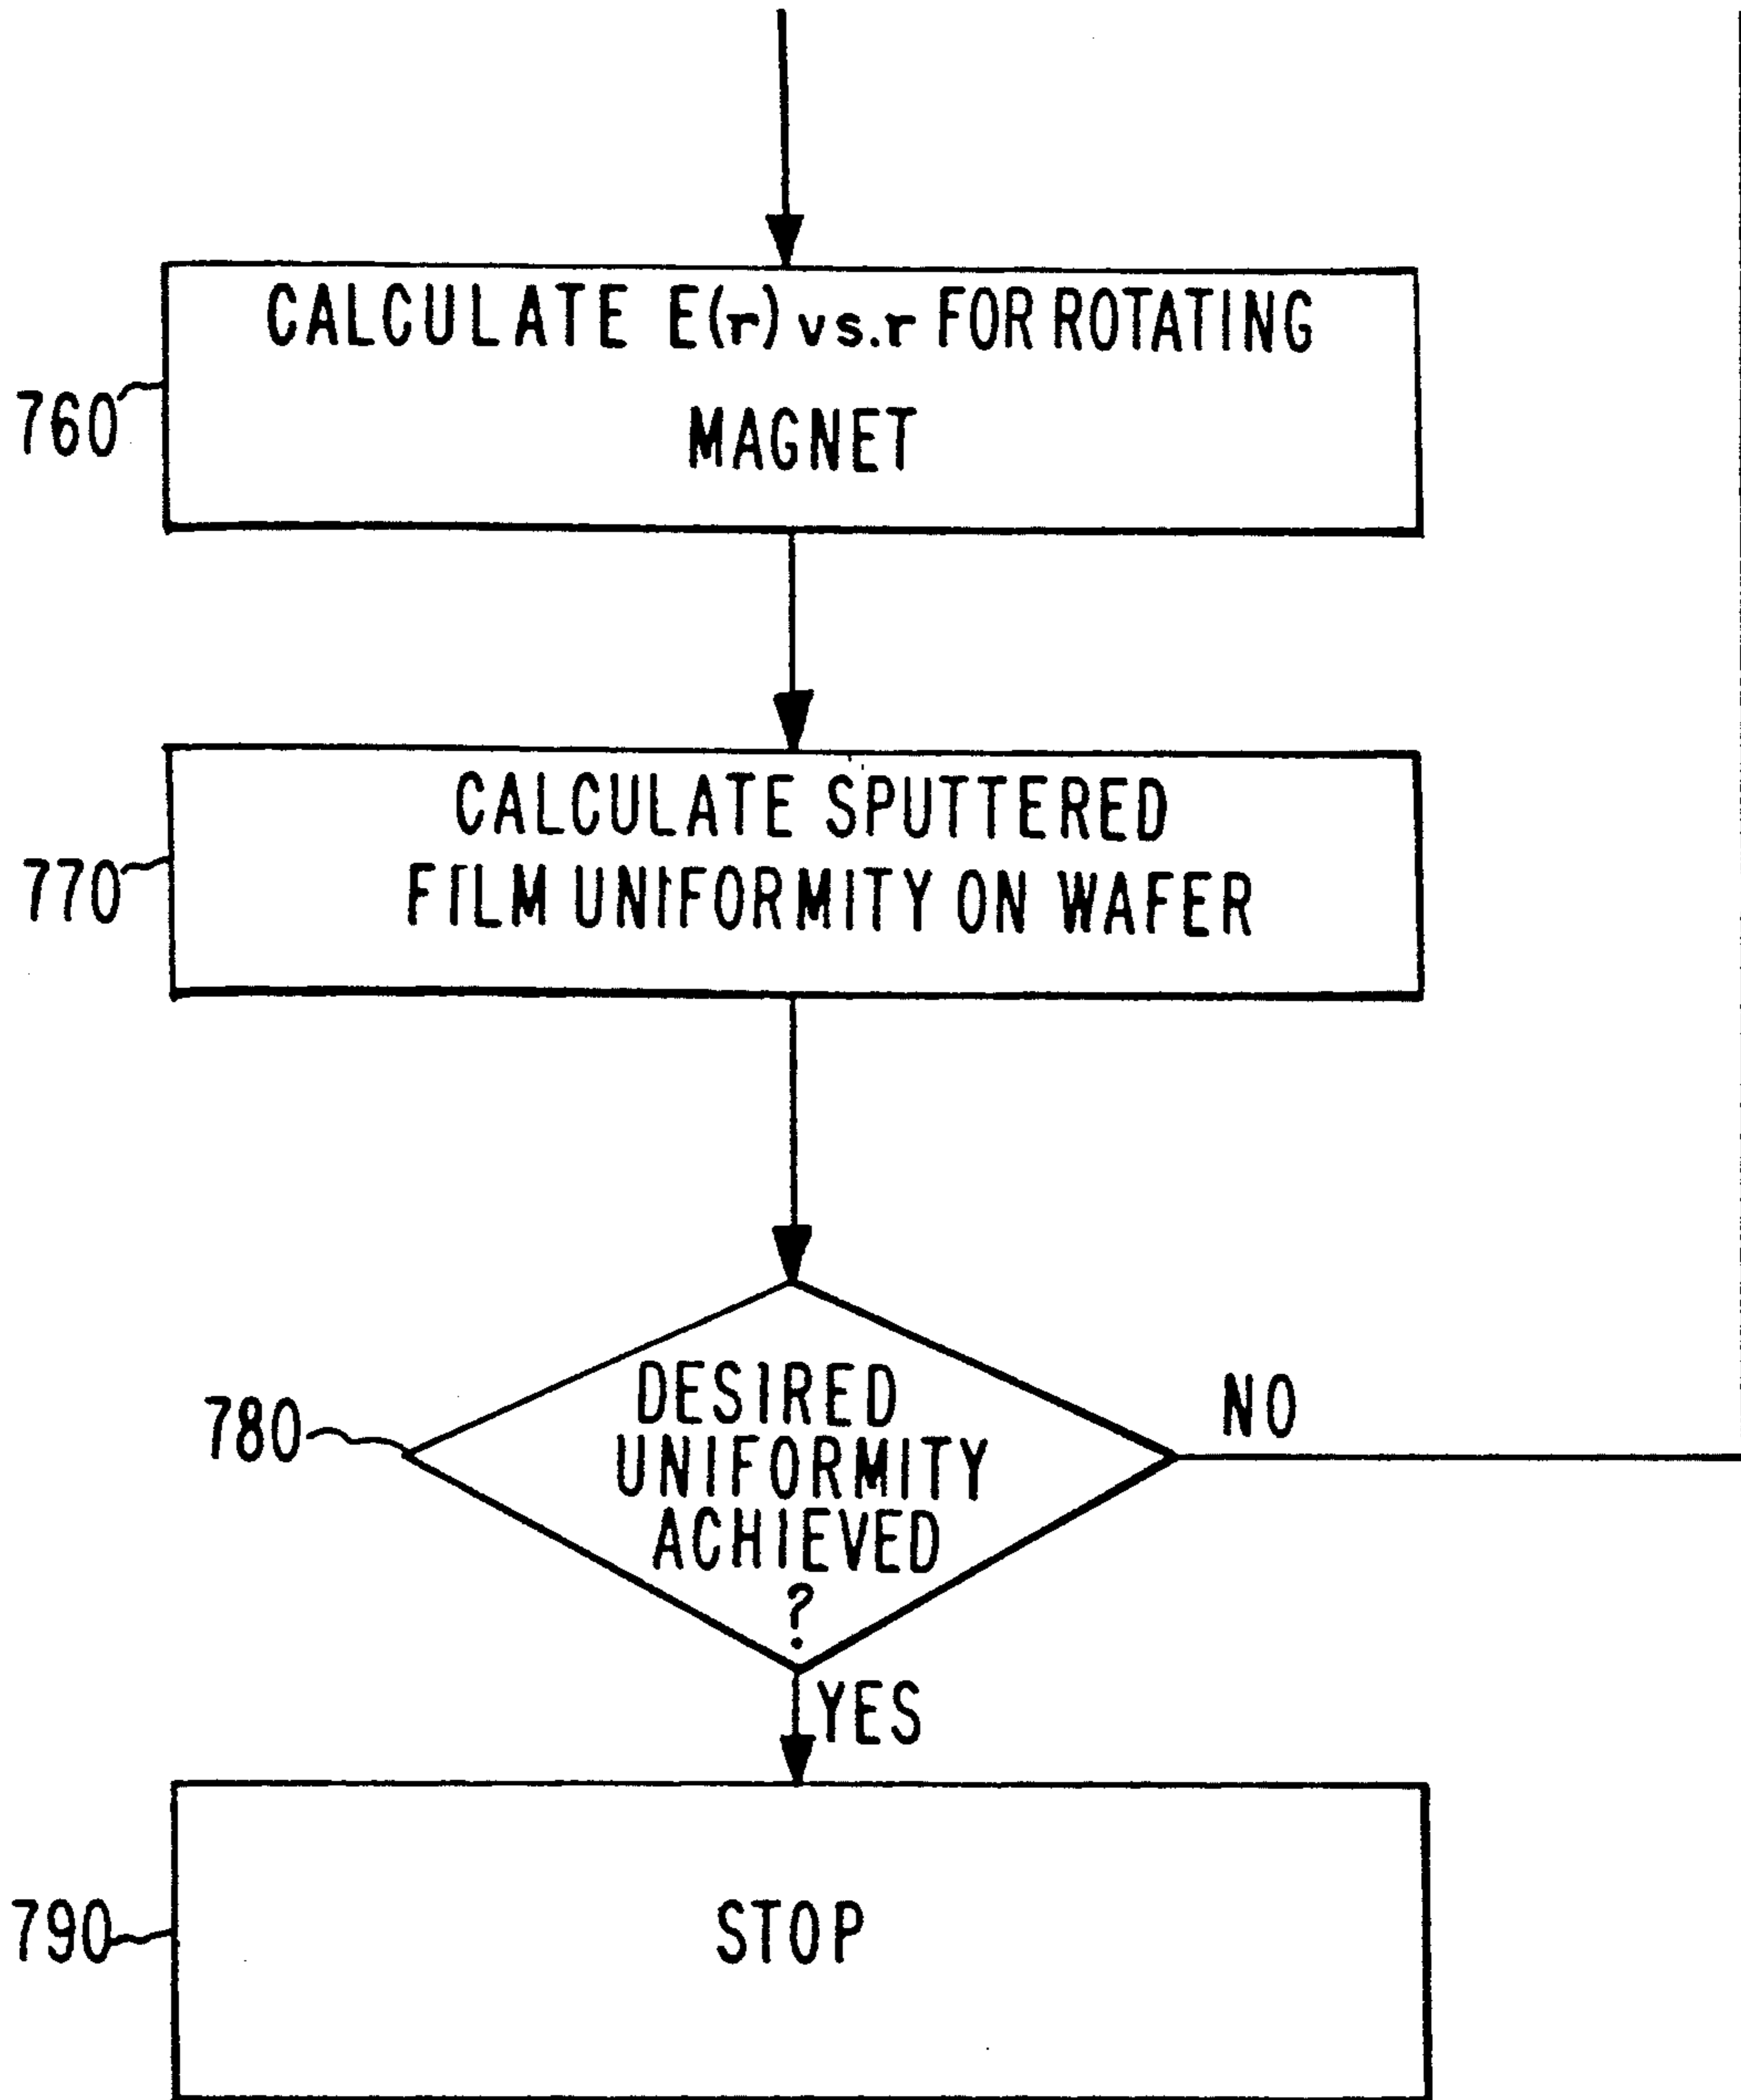 CALCULATE E(r) vs.r FOR ROTATING
MAGNET
760
CALCULATE SPUTTERED
FILM UNIFORMITY ON WAFER
770
DESIRED
UNIFORMITY
ACHIEVED
?
780
NO
YES
STOP
790